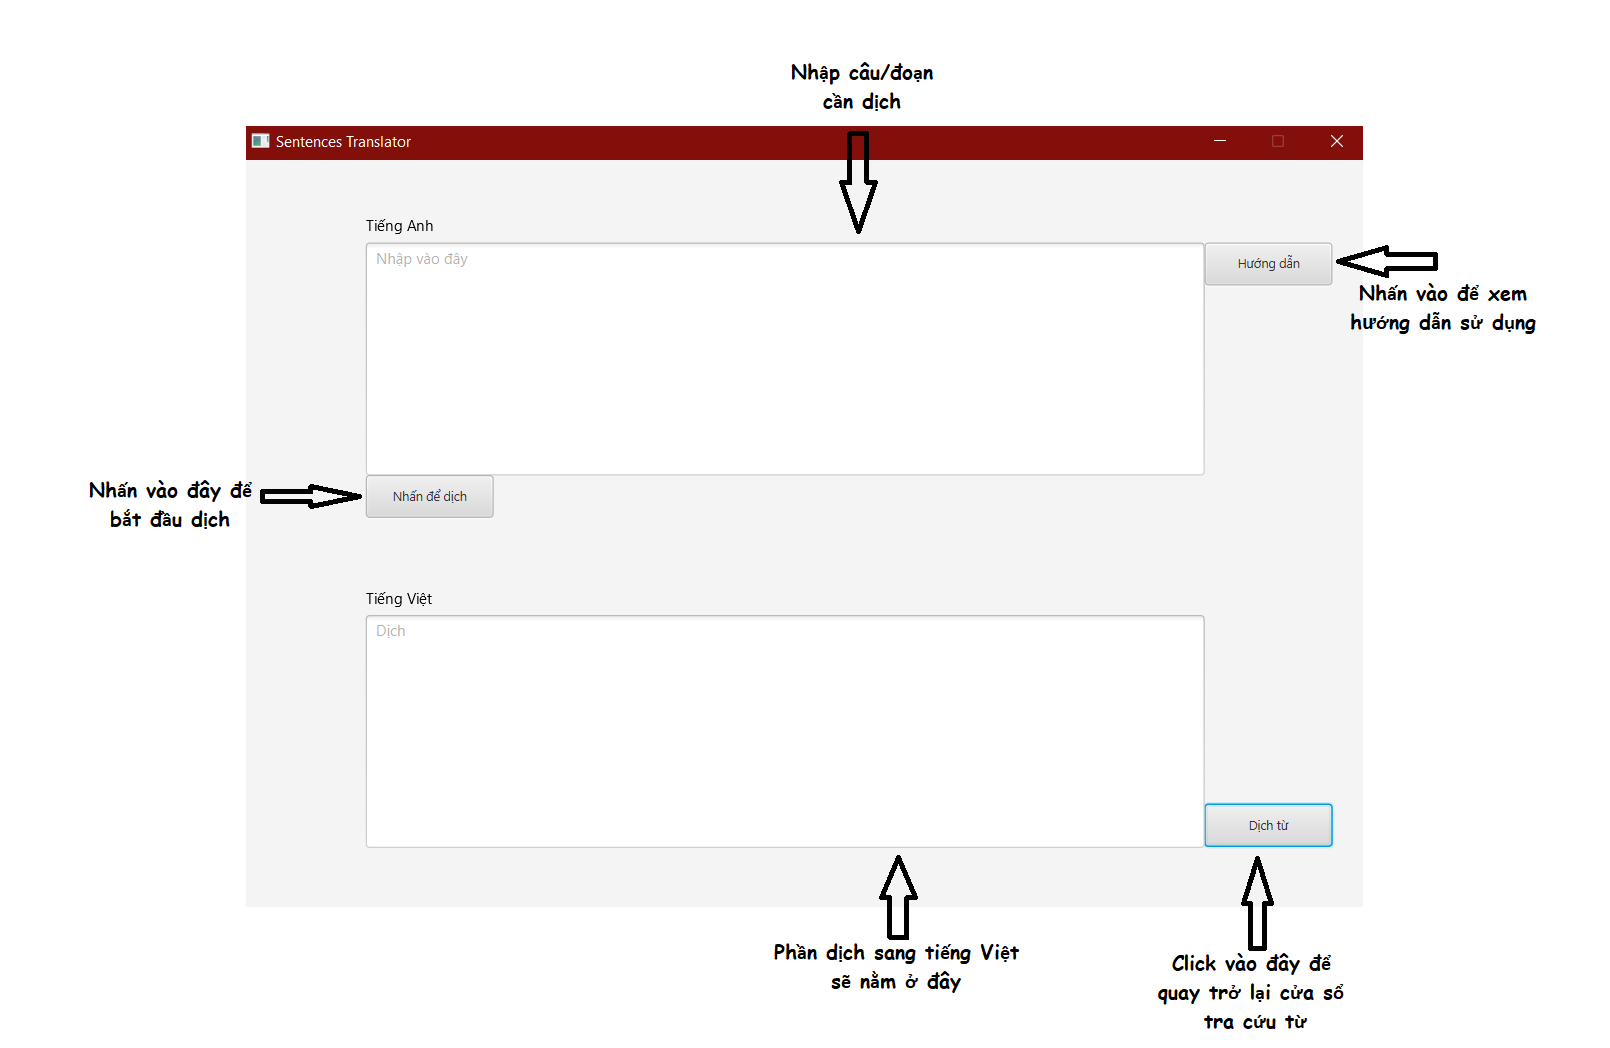 Nhập câu/đoạn
cần dịch
Sentences Translator
Tiếng Anh
Nhập vào đây
Hướng dẫn
Nhấn vào để xem
hướng dẫn sử dụng
Nhấn vào đây để
bắt đầu dịch
Nhấn để dịch
Tiếng Việt
Dịch
Dịch từ
Phần dịch sang tiếng Việt
sẽ nằm ở đây
Click vào đây để
quay trở lại cửa sổ
tra cứu từ